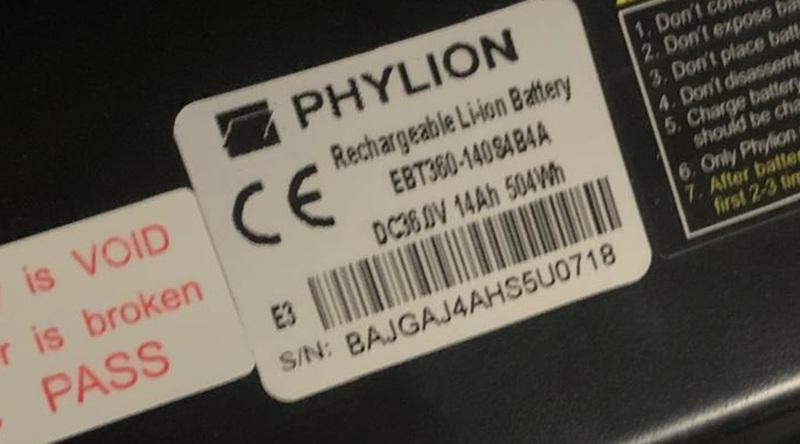 PHYLION
Rechargeable Li-ion Battery
EBT360-140S4B4A
DC36.0V 14Ah 504Wh
CE
E3
S/N: BAJGAJ4AHS5U0718
is VOID
is broken
PASS
1. Don't
2. Don't expose
3. Don't place
4. Don't
5. Charge battery
should be
6. Only Phylion
7. After
first 2-3